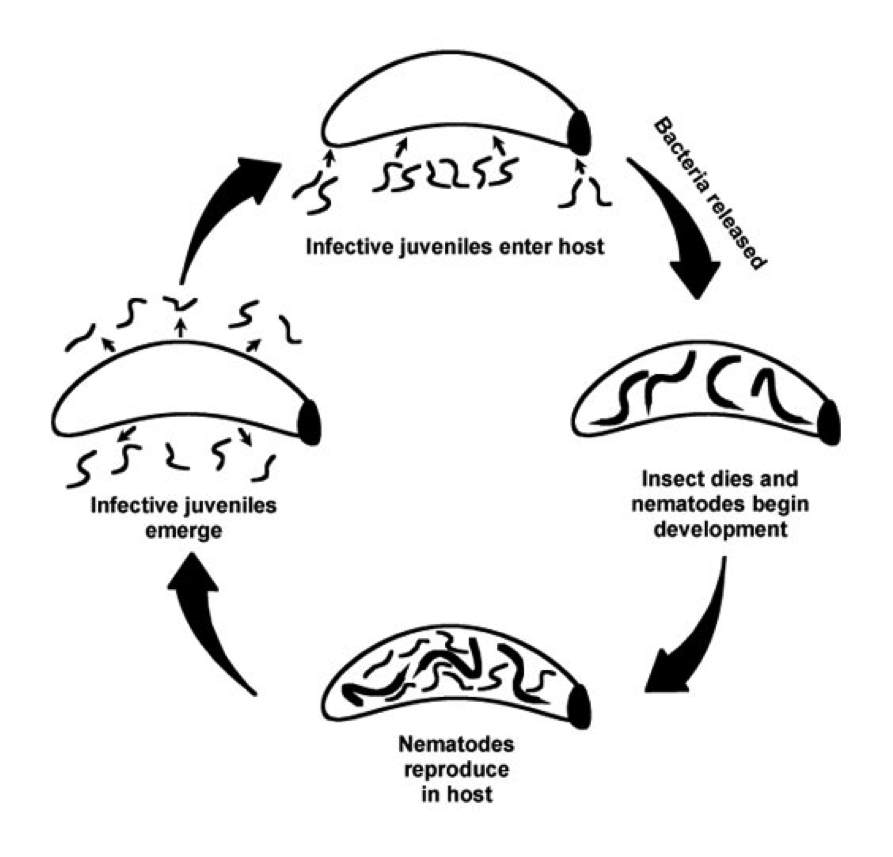 Bacteria released
Infective juveniles enter host
Insect dies and
nematodes begin
development
Nematodes
reproduce
in host
Infective juveniles
emerge